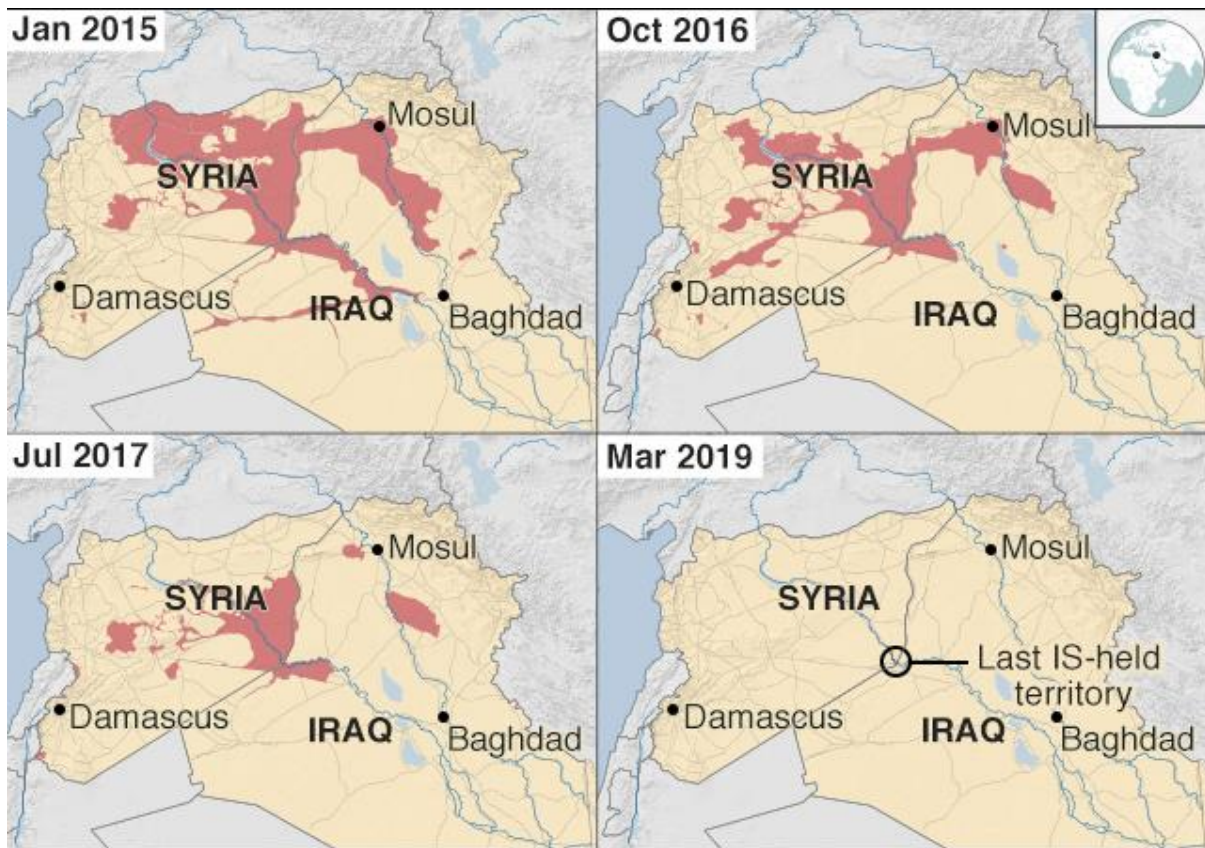 Jan 2015
Mosul
SYRIA
Damascus
IRAQ
Baghdad
Oct 2016
Mosul
SYRIA
Damascus
IRAQ
Baghdad
Jul 2017
Mosul
SYRIA
Damascus
IRAQ
Baghdad
Mar 2019
Mosul
SYRIA
Last IS-held
territory
Damascus
IRAQ
Baghdad